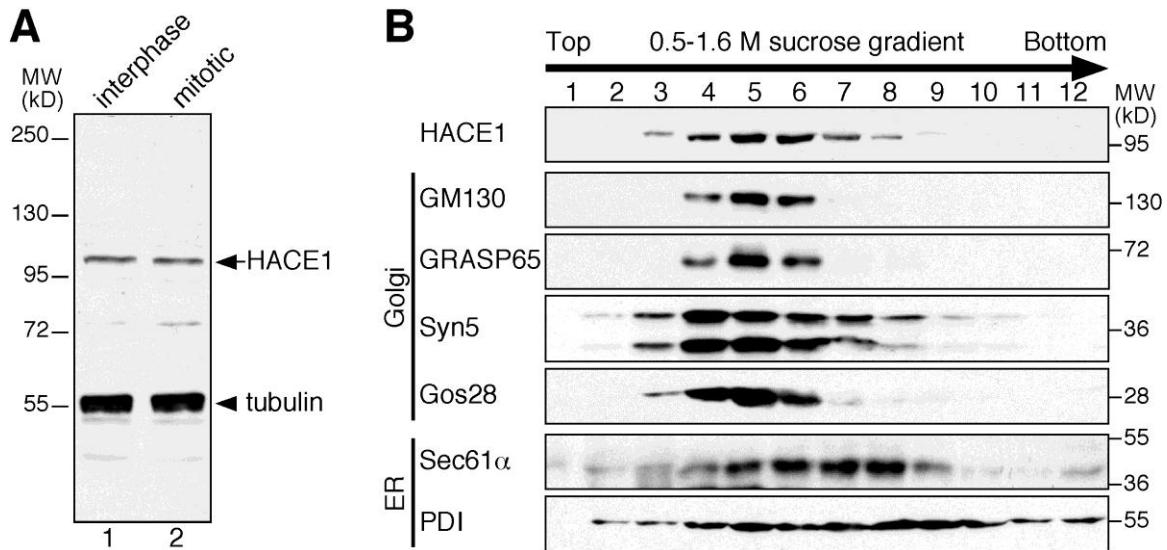 A
MW
(kD)
interphase
mitotic
250
130
95
72
55
HACE1
tubulin
1 2
B
Top 0.5-1.6 M sucrose gradient Bottom
1 2 3 4 5 6 7 8 9 10 11 12 MW
(kD)
HACE1 95
Golgi
GM130 130
GRASP65 72
Syn5 36
Gos28 28
ER
Sec61α 55
36
PDI 55